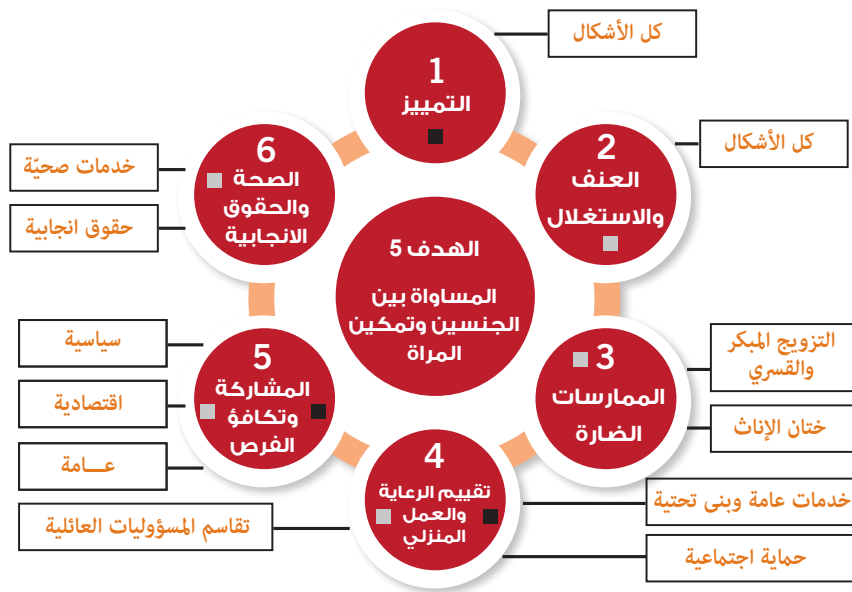 الهدف 5
المساواة بين
الجنسين وتمكين
المراة
1
التمييز
كل الأشكال
2
العنف
والاستغلال
كل الأشكال
3
الممارسات
الضارة
التزويج المبكر
والقسري
ختان الإناث
4
تقييم الرعاية
والعمل
المنزلي
خدمات عامة وبنى تحتية
حماية اجتماعية
تقاسم المسؤوليات العائلية
5
المشاركة
وتكافؤ
الفرص
سياسية
اقتصادية
عـــامة
6
الصحة
والحقوق
الانجابية
خدمات صحيّة
حقوق انجابية